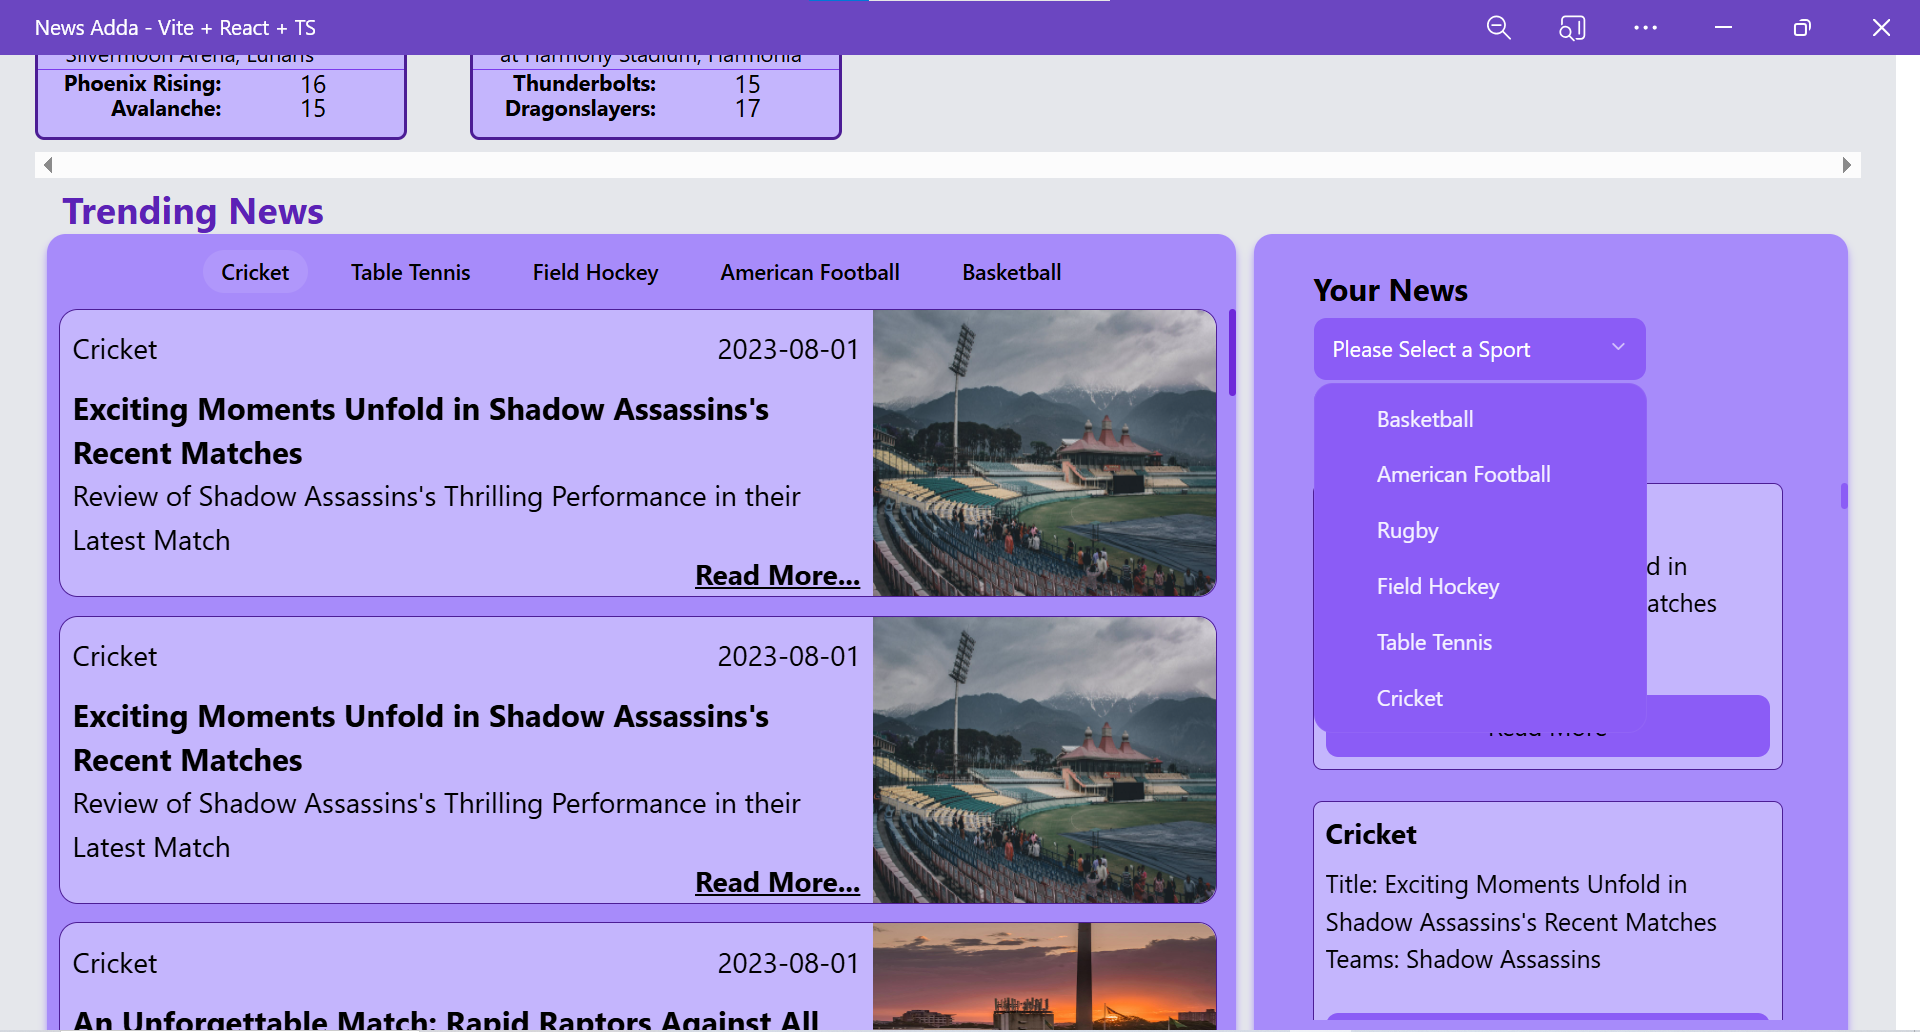 News Adda - Vite + React + TS
Silvermoon Arena, Lunaris
at Harmony Stadium, Harmonia
Phoenix Rising: 16
Avalanche: 15
Thunderbolts: 15
Dragonslayers: 17
Trending News
Cricket Table Tennis Field Hockey American Football Basketball
Cricket 2023-08-01
Exciting Moments Unfold in Shadow Assassins's
Recent Matches
Review of Shadow Assassins's Thrilling Performance in their
Latest Match
Read More...
Cricket 2023-08-01
Exciting Moments Unfold in Shadow Assassins's
Recent Matches
Review of Shadow Assassins's Thrilling Performance in their
Latest Match
Read More...
Cricket 2023-08-01
An Unforgettable Match: Rapid Raptors Against All
Your News
Please Select a Sport
Basketball
American Football
Rugby
Field Hockey
Table Tennis
Cricket
d in
atches
Read More
Cricket
Title: Exciting Moments Unfold in
Shadow Assassins's Recent Matches
Teams: Shadow Assassins